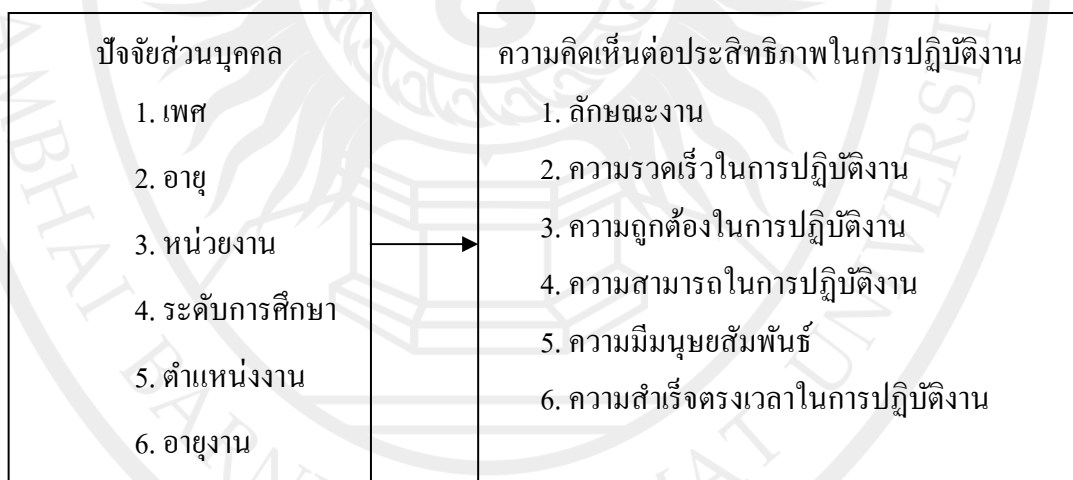 ปัจจัยส่วนบุคคล
1. เพศ
2. อายุ
3. หน่วยงาน
4. ระดับการศึกษา
5. ตำแหน่งงาน
6. อายุงาน
ความคิดเห็นต่อประสิทธิภาพในการปฏิบัติงาน
1. ลักษณะงาน
2. ความรวดเร็วในการปฏิบัติงาน
3. ความถูกต้องในการปฏิบัติงาน
4. ความสามารถในการปฏิบัติงาน
5. ความมีมนุษยสัมพันธ์
6. ความสำเร็จตรงเวลาในการปฏิบัติงาน